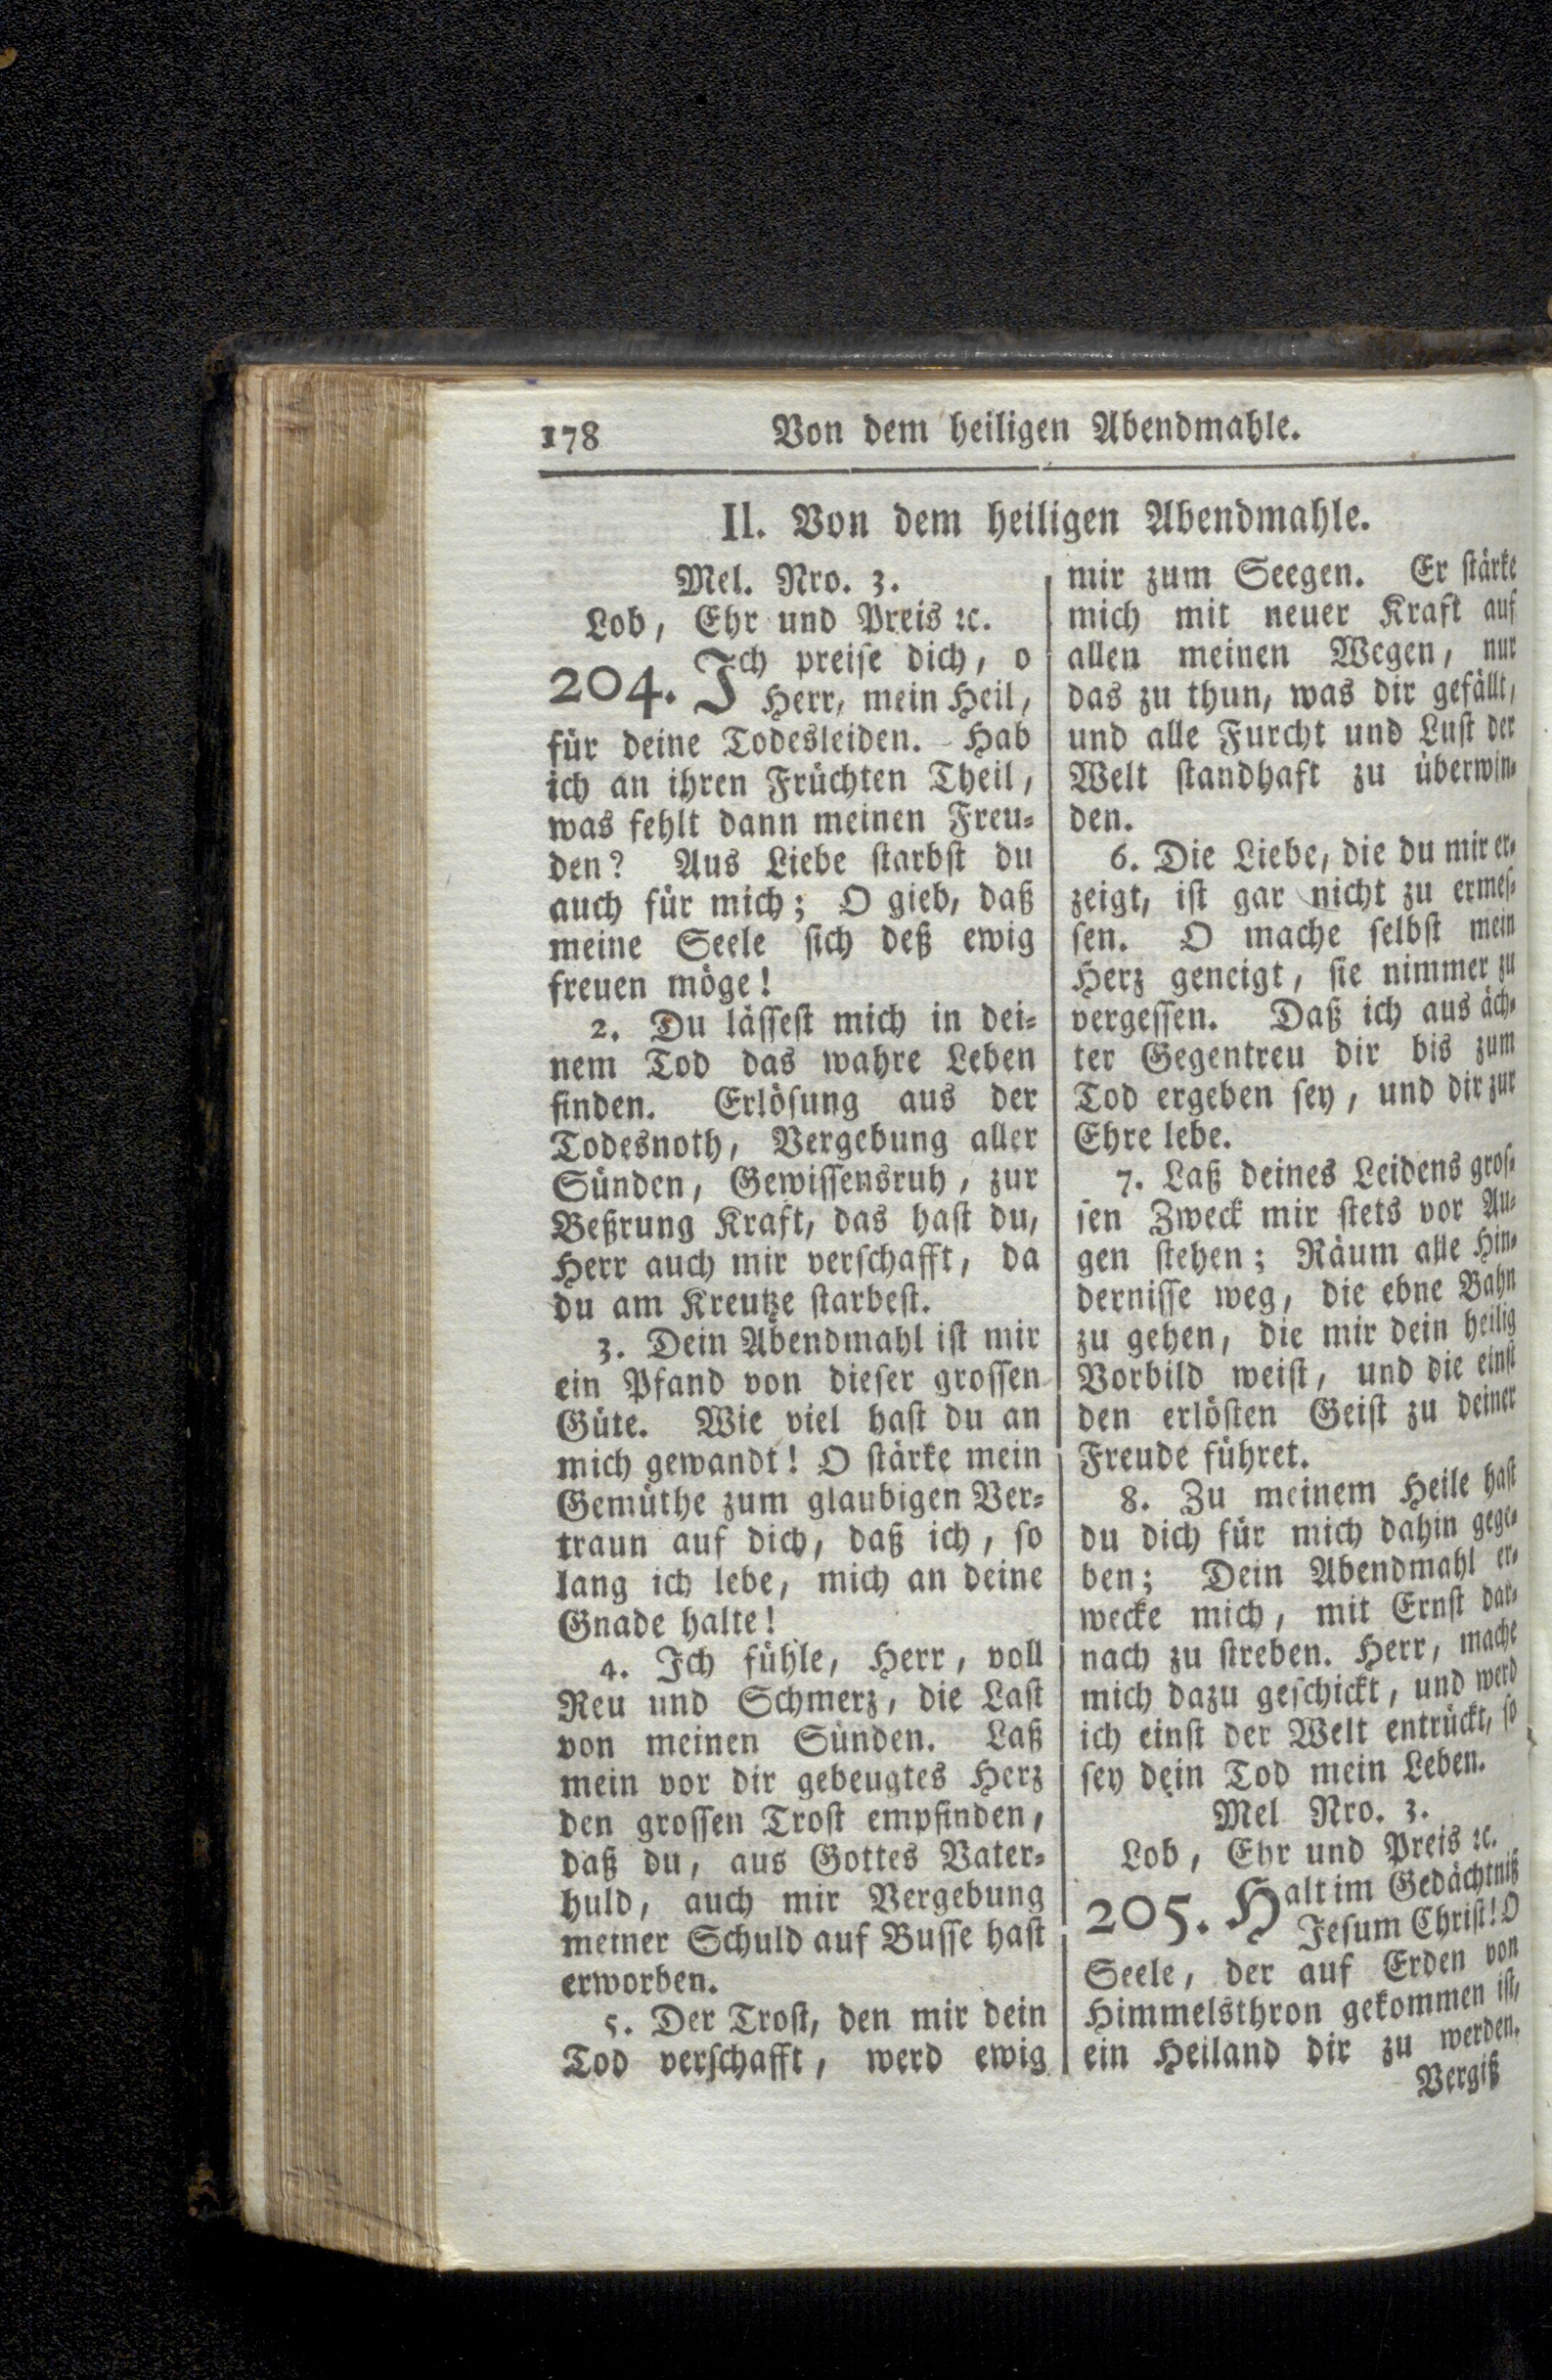 178 Von dem heiligen Abendmahle.
II. Von dem heiligen Abendmahle.
Mel. Nro. 3.
Lob, Ehr und Preis ꝛc.
204. Ich preiſe dich, o
Herr, mein Heil,
für deine Todesleiden. Hab
ich an ihren Früchten Theil,
was fehlt dann meinen Freu⸗
den? Aus Liebe ſtarbſt du
auch für mich; O gieb, daß
meine Seele ſich deß ewig
freuen möge!
2. Du läſſeſt mich in dei⸗
nem Tod das wahre Leben
finden. Erlöſung aus der
Todesnoth, Vergebung aller
Sünden, Gewiſſensruh, zur
Beßrung Kraft, das haſt du,
Herr auch mir verſchafft, da
du am Kreutze ſtarbeſt.
3. Dein Abendmahl iſt mir
ein Pfand von dieſer groſſen
Güte. Wie viel haſt du an
mich gewandt! O ſtärke mein
Gemüthe zum glaubigen Ver⸗
traun auf dich, daß ich, ſo
lang ich lebe, mich an deine
Gnade halte!
4. Ich fühle, Herr, voll
Reu und Schmerz, die Laſt
von meinen Sünden. Laß
mein vor dir gebeugtes Herz
den groſſen Troſt empfinden,
daß du, aus Gottes Vater⸗
huld, auch mir Vergebung
meiner Schuld auf Buſſe haſt
erworben.
5. Der Troſt, den mir dein
Tod verſchafft, werd ewig
mir zum Seegen. Er ſtärke
mich mit neuer Kraft auf
allen meinen Wegen, nur
das zu thun, was dir gefällt,
und alle Furcht und Luſt der
Welt ſtandhaft zu überwin⸗
den.
6. Die Liebe, die du mir er⸗
zeigt, iſt gar nicht zu ermeſ⸗
ſen. O mache ſelbſt mein
Herz geneigt, ſie nimmer zu
vergeſſen. Daß ich aus äch⸗
ter Gegentreu dir bis zum
Tod ergeben ſey, und dir zur
Ehre lebe.
7. Laß deines Leidens groſ⸗
ſen Zweck mir ſtets vor Au⸗
gen ſtehen; Räum alle Hin⸗
derniſſe weg, die ebne Bahn
zu gehen, die mir dein heilig
Vorbild weiſt, und die einſt
den erlöſten Geiſt zu deiner
Freude führet.
8. Zu meinem Heile haſt
du dich für mich dahin gege⸗
ben; Dein Abendmahl er⸗
wecke mich, mit Ernſt dar⸗
nach zu ſtreben. Herr, mache
mich dazu geſchickt, und werd
ich einſt der Welt entrückt, ſo
ſey dein Tod mein Leben.
Mel Nro. 3.
Lob, Ehr und Preis ꝛc.
205. Halt im Gedächtniß
Jeſum Chriſt! O
Seele, der auf Erden von
Himmelsthron gekommen iſt,
ein Heiland dir zu werden.
Vergiß